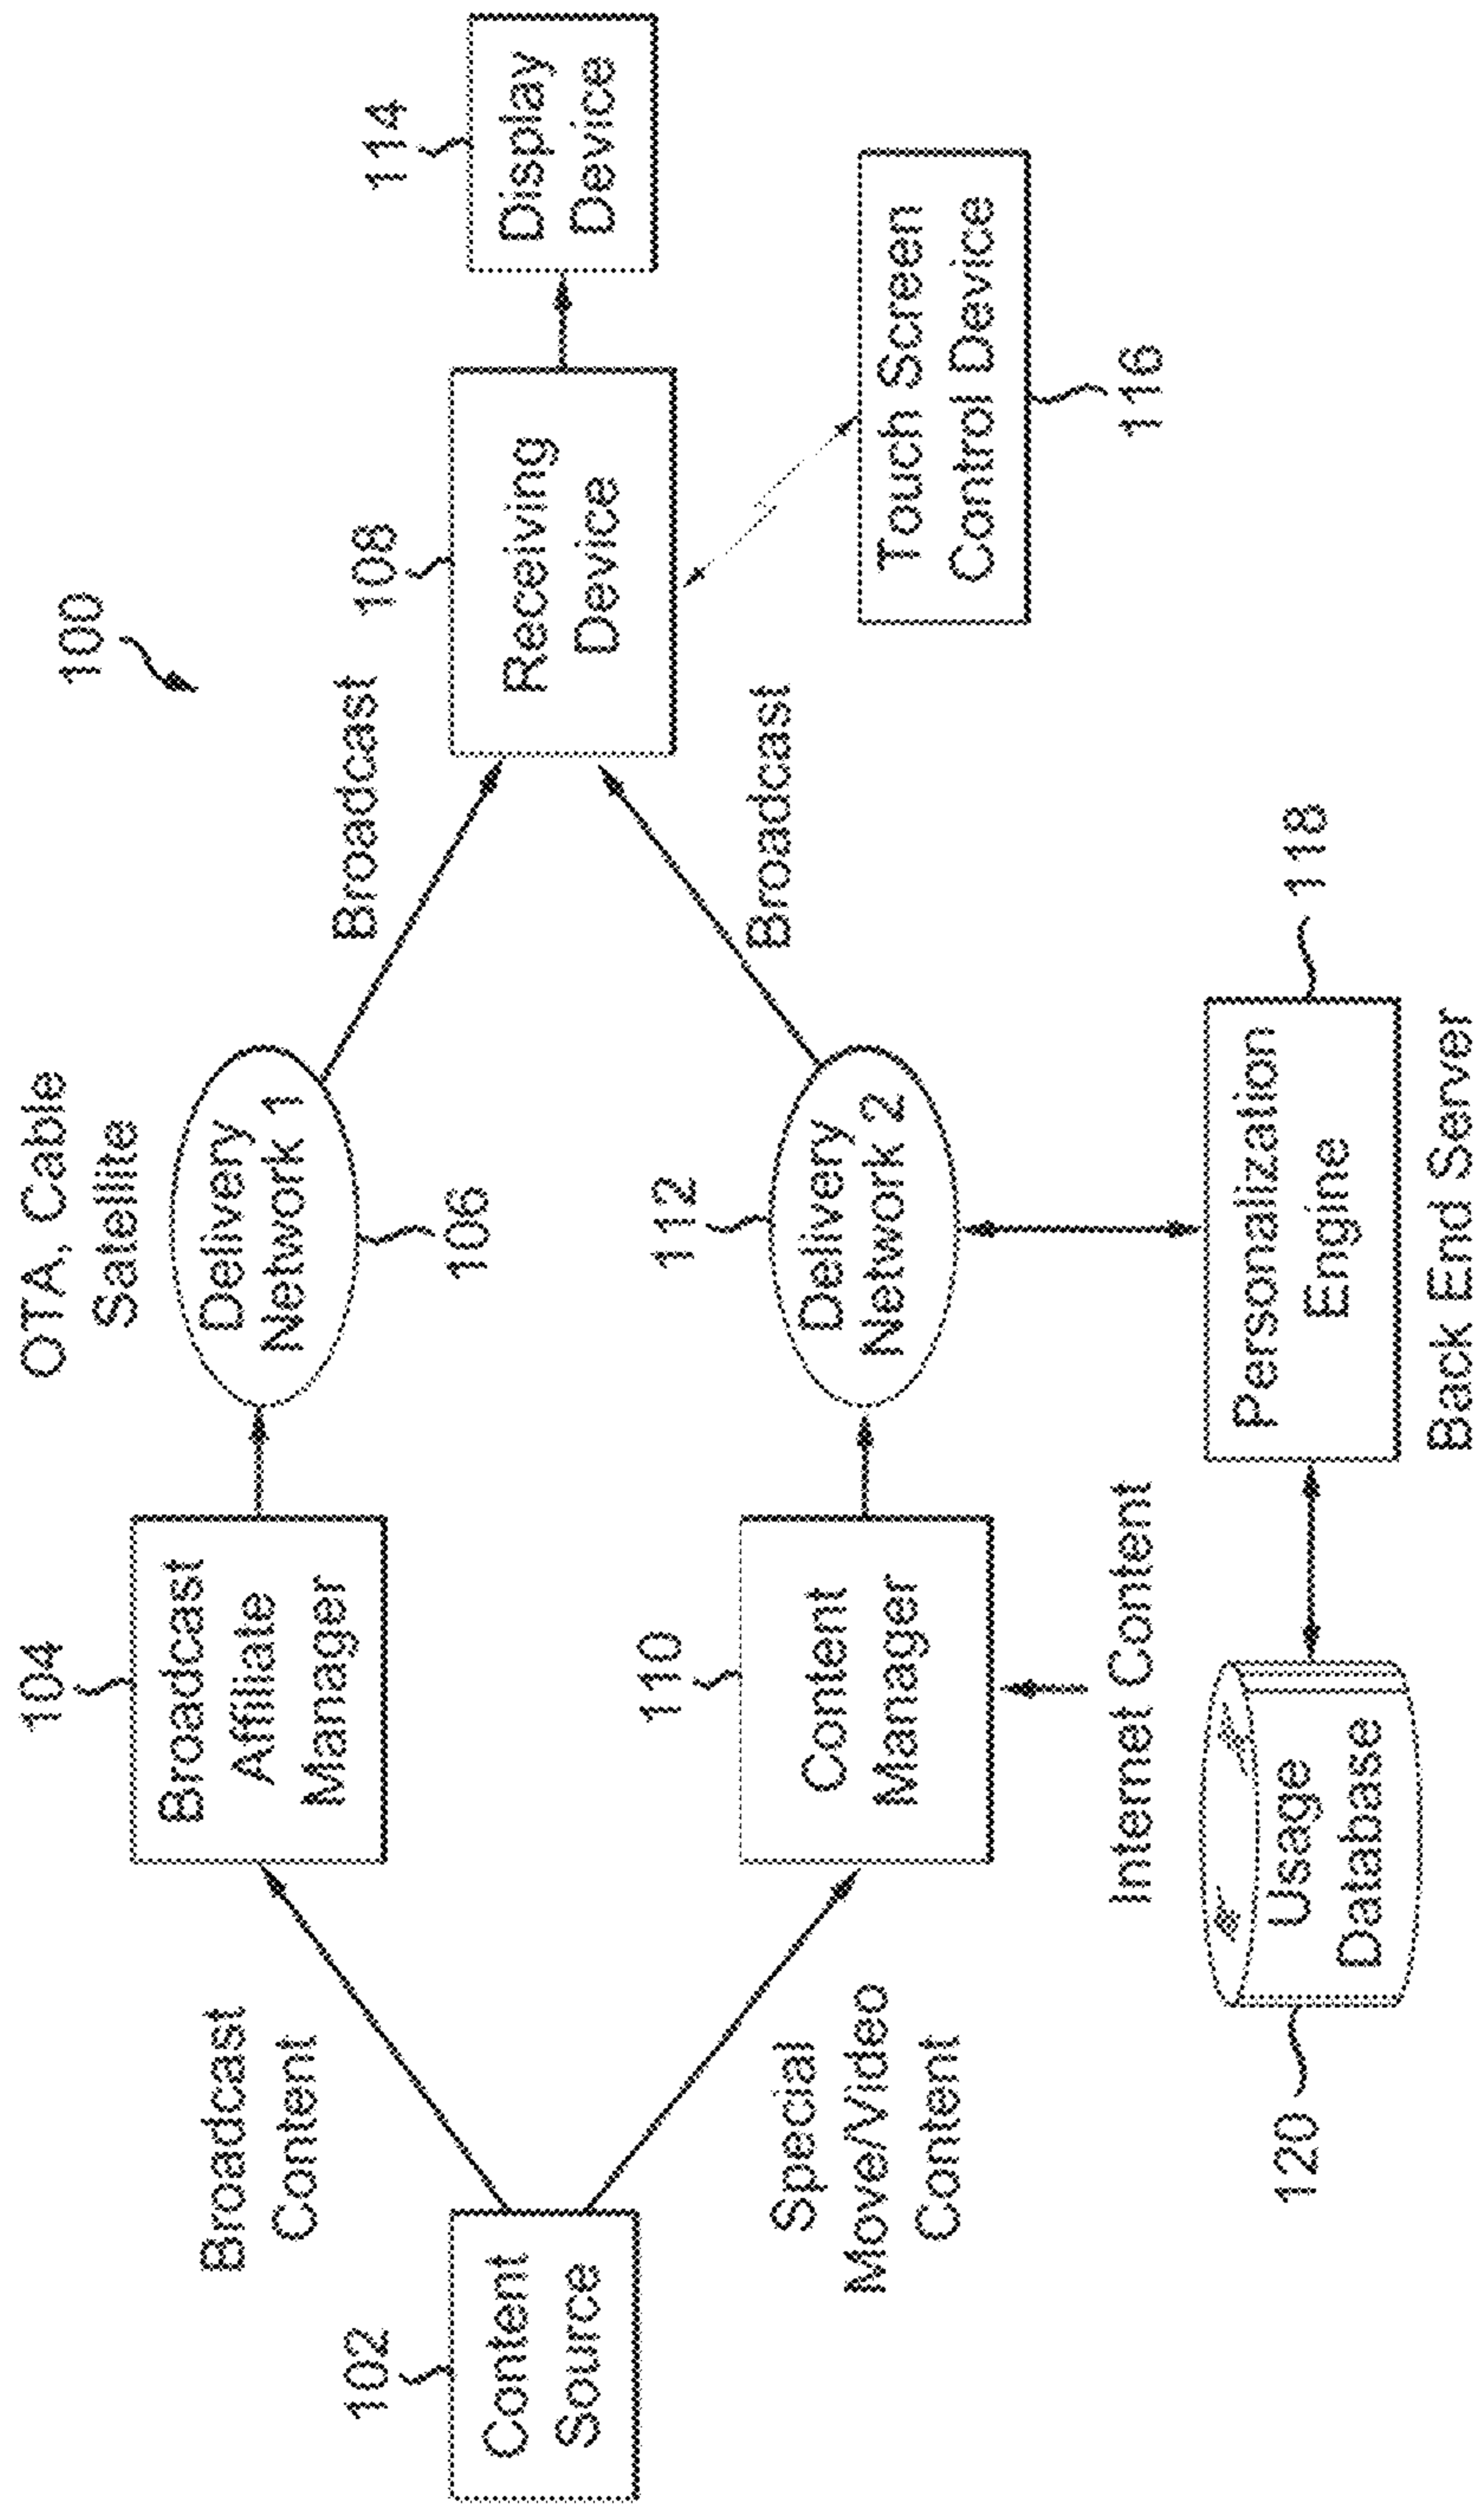 100
OTA, Cable
Satellite
104
Broadcast
Affiliate
Manager
Delivery
Network 1
106
Broadcast
Content
Broadcast
102
Content
Source
108
Receiving
Device
114
Display
Device
Special
Move/Video
Content
110
Content
Manager
112
Delivery
Network 2
Broadcast
Touch Screen
Control Device
116
Internet Content
120
Usage
Database
Personalization
Engine
118
Back End Server